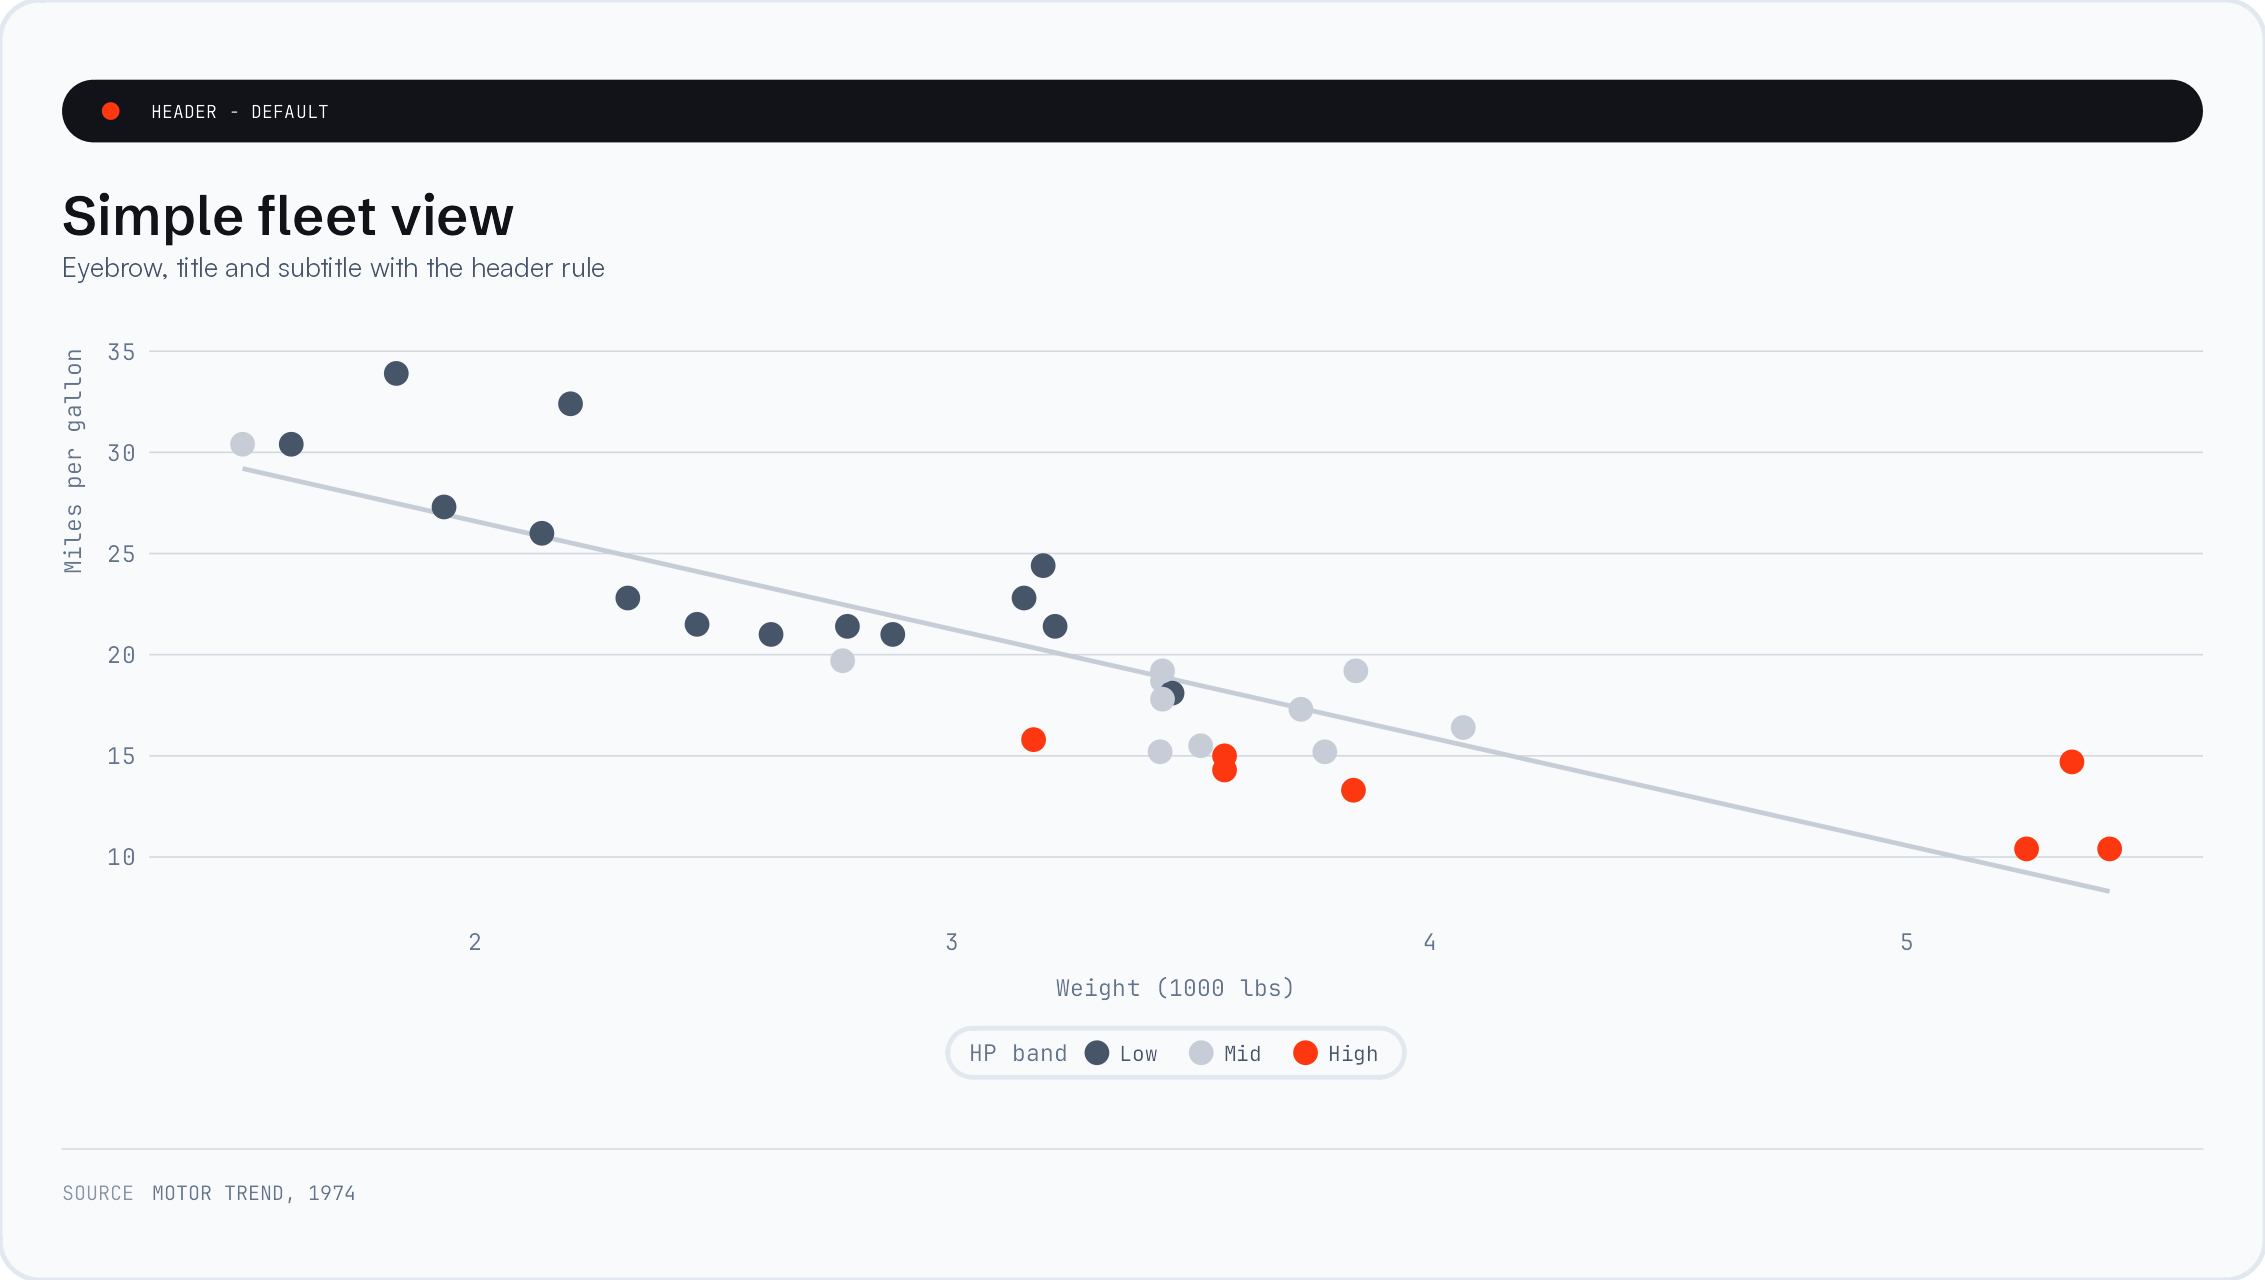 HEADER - DEFAULT
Simple fleet view
Eyebrow, title and subtitle with the header rule
Miles per gallon
35
30
25
20
15
10
2 3 4 5
Weight (1000 lbs)
HP band Low Mid High
SOURCE MOTOR TREND, 1974